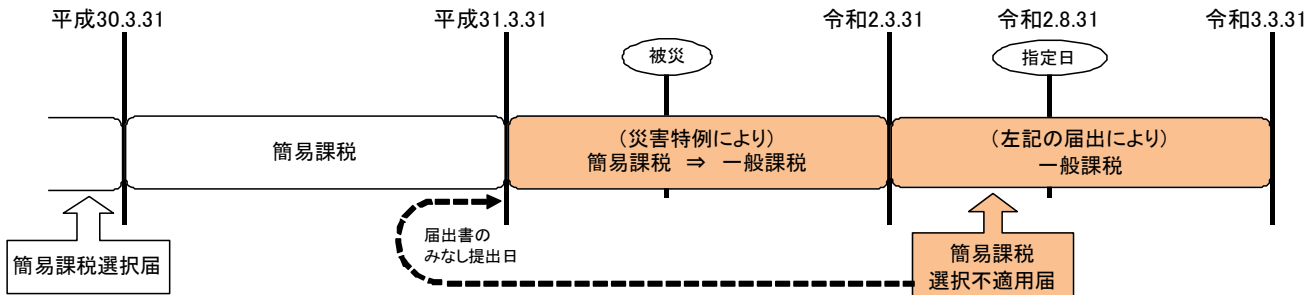 平成30.3.31
平成31.3.31
令和2.3.31
令和2.8.31
令和3.3.31
被災
指定日
簡易課税
(災害特例により)
簡易課税 ⇒ 一般課税
(左記の届出により)
一般課税
届出書の
みなし提出日
簡易課税選択届
簡易課税
選択不適用届